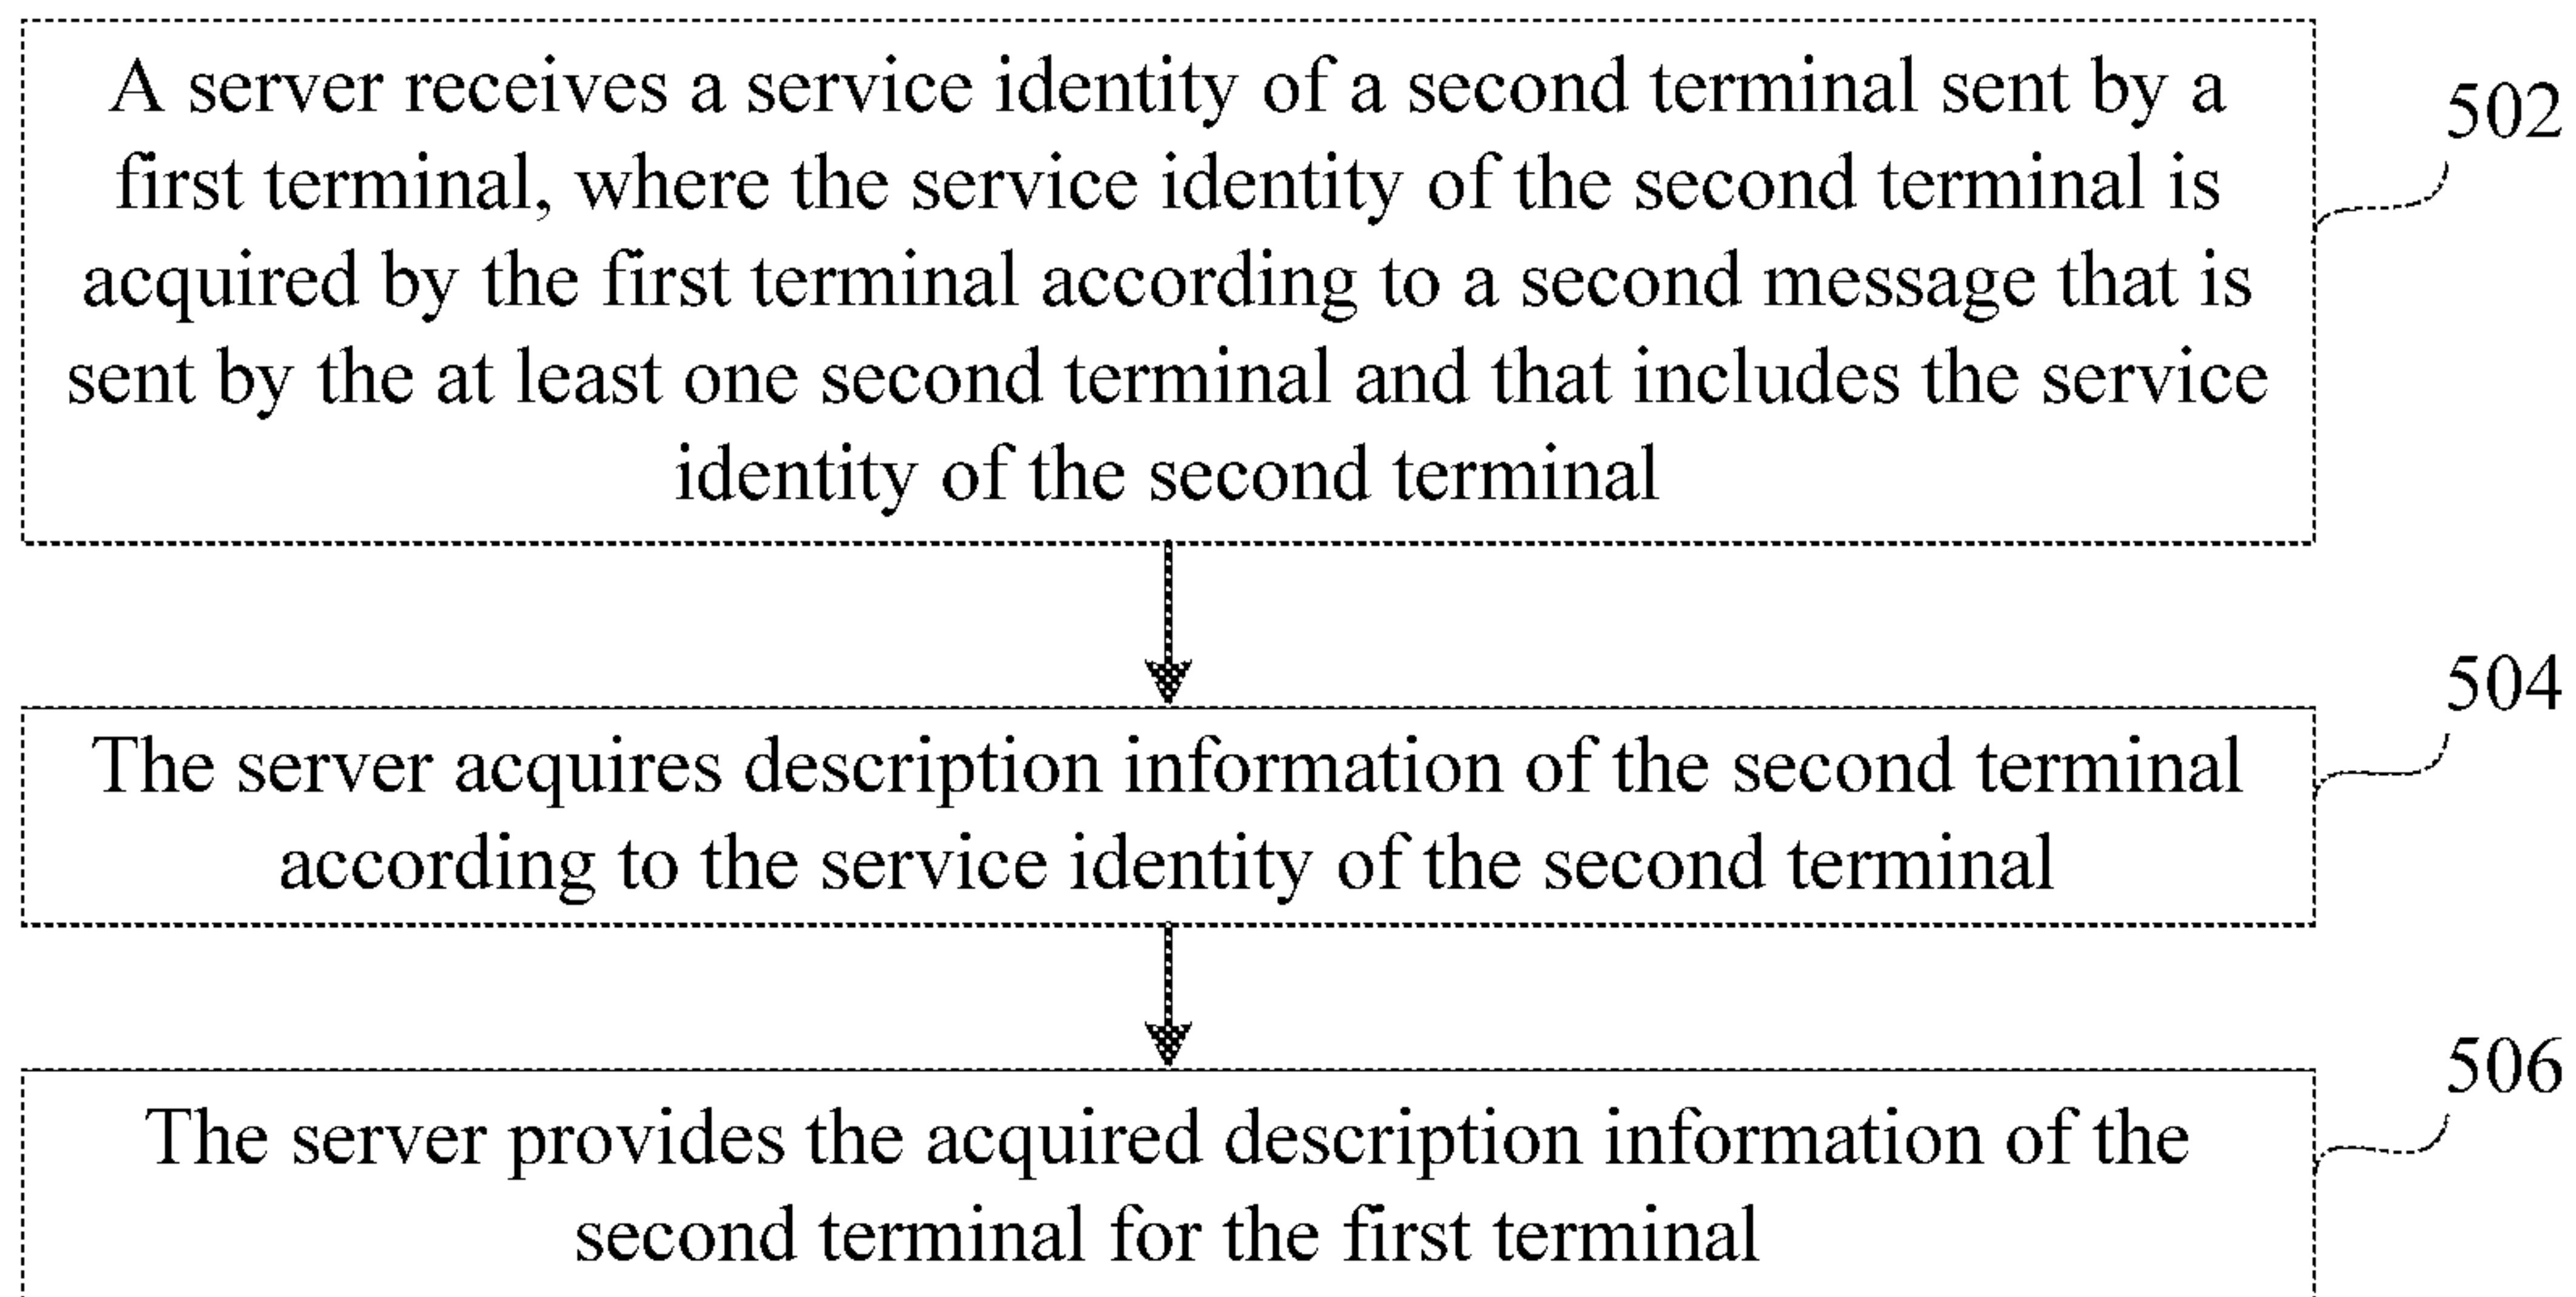 A server receives a service identity of a second terminal sent by a
first terminal, where the service identity of the second terminal is
acquired by the first terminal according to a second message that is
sent by the at least one second terminal and that includes the service
identity of the second terminal
502
The server acquires description information of the second terminal
according to the service identity of the second terminal
504
The server provides the acquired description information of the
second terminal for the first terminal
506